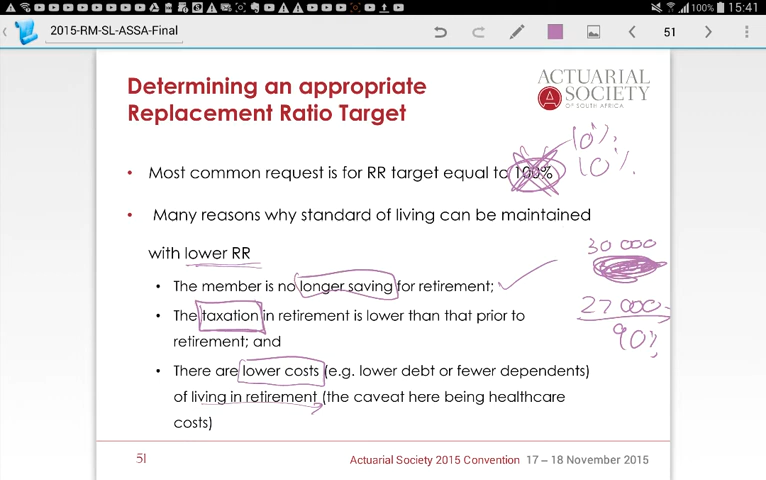 100% 15:41
2015-RM-SL-ASSA-Final
51
Determining an appropriate
Replacement Ratio Target
ACTUARIAL
SOCIETY
OF SOUTH AFRICA
• Most common request is for RR target equal to 100%
10%
10%
• Many reasons why standard of living can be maintained
with lower RR
30 000
• The member is no longer saving for retirement;
27 000
• The taxation in retirement is lower than that prior to
retirement; and
90%
• There are lower costs (e.g. lower debt or fewer dependents)
of living in retirement (the caveat here being healthcare
costs)
51
Actuarial Society 2015 Convention 17 – 18 November 2015